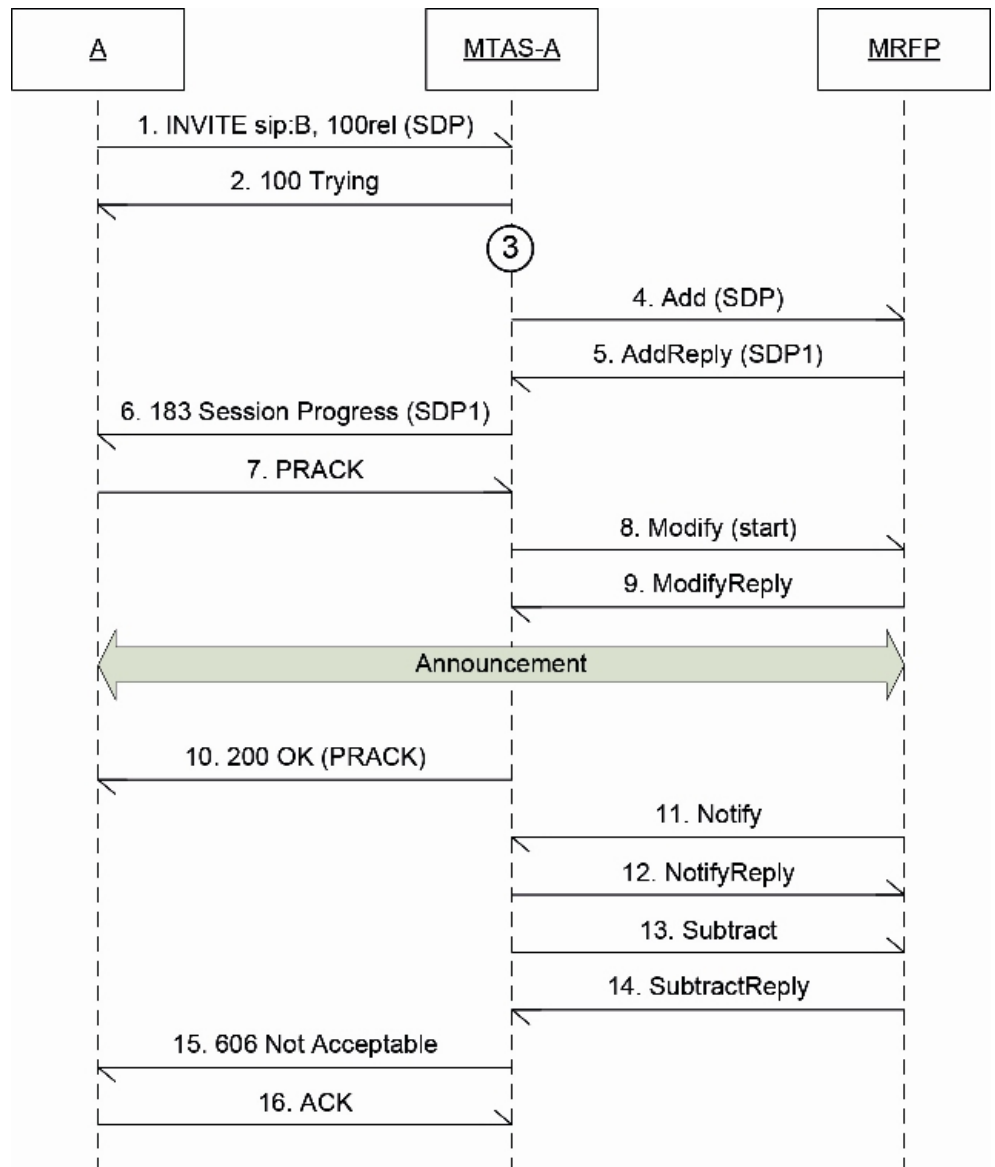 A
MTAS-A
MRFP
1. INVITE sip:B, 100rel (SDP)
2. 100 Trying
3
4. Add (SDP)
5. AddReply (SDP1)
6. 183 Session Progress (SDP1)
7. PRACK
8. Modify (start)
9. ModifyReply
Announcement
10. 200 OK (PRACK)
11. Notify
12. NotifyReply
13. Subtract
14. SubtractReply
15. 606 Not Acceptable
16. ACK